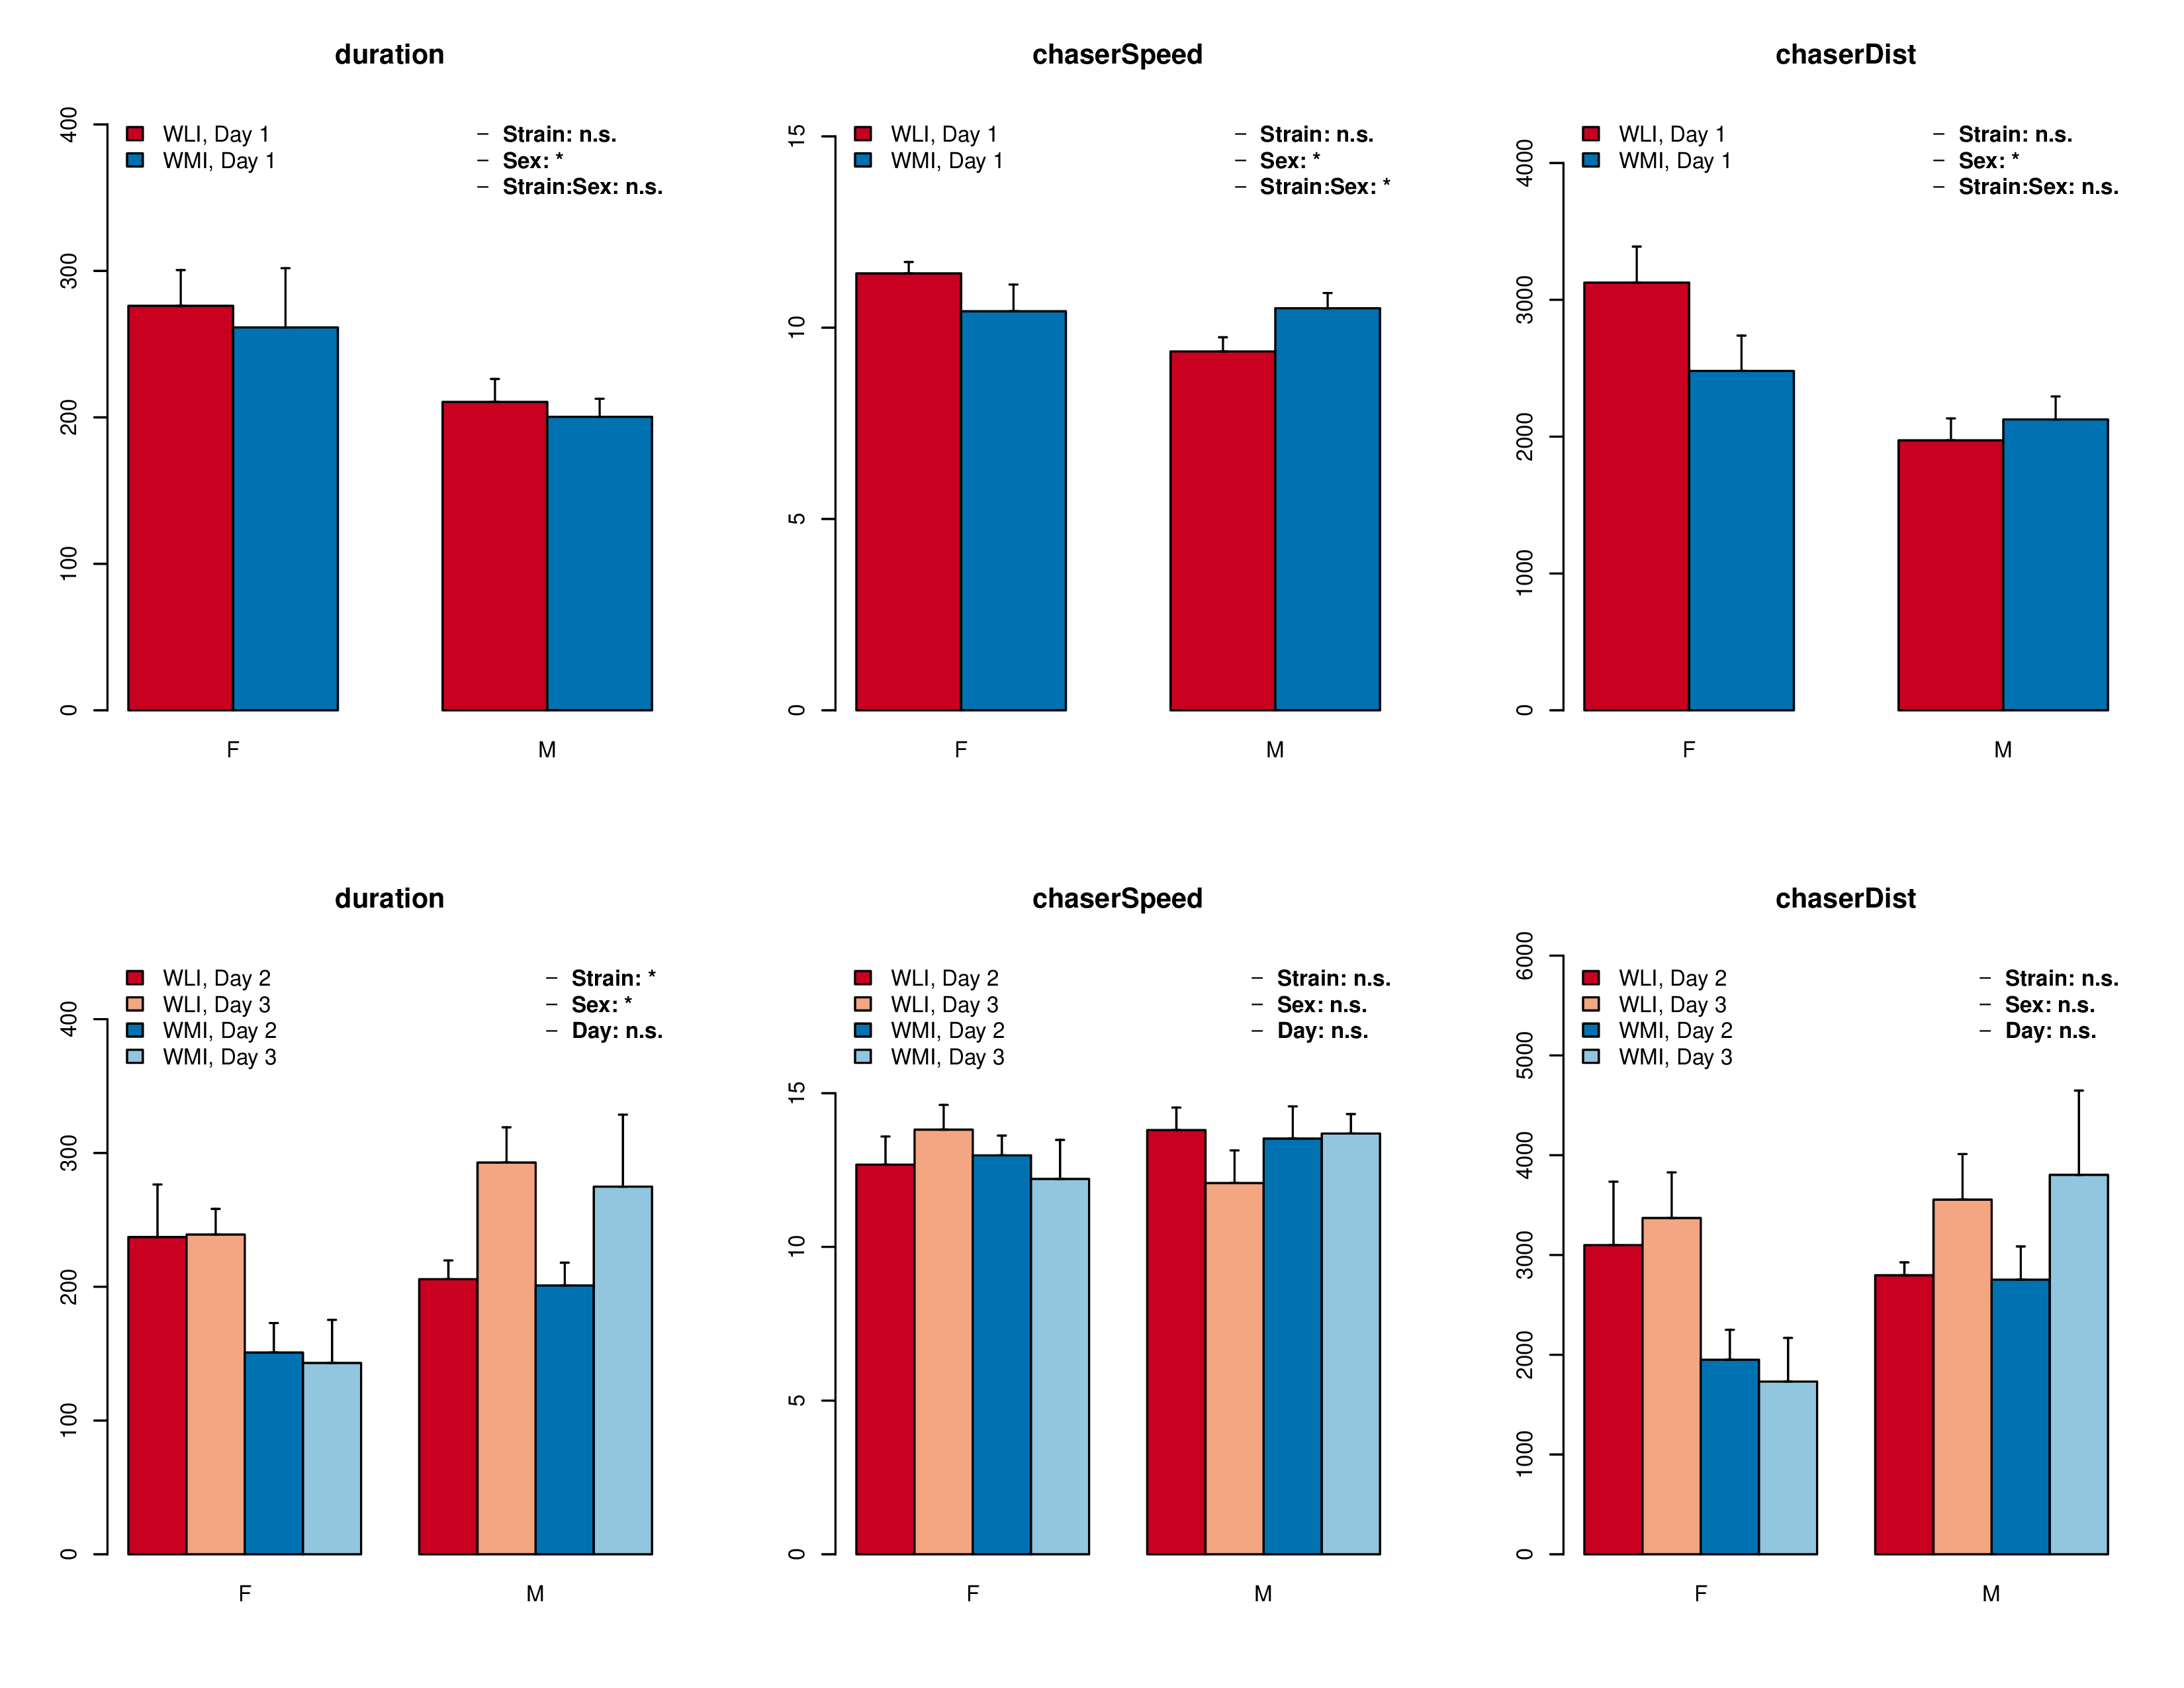 duration
400
300
200
100
0
WLI, Day 1
WMI, Day 1
– Strain: n.s.
– Sex: *
– Strain:Sex: n.s.
F
M
chaserSpeed
15
10
5
0
WLI, Day 1
WMI, Day 1
– Strain: n.s.
– Sex: *
– Strain:Sex: *
F
M
chaserDist
4000
3000
2000
1000
0
WLI, Day 1
WMI, Day 1
– Strain: n.s.
– Sex: *
– Strain:Sex: n.s.
F
M
duration
400
300
200
100
0
WLI, Day 2
WLI, Day 3
WMI, Day 2
WMI, Day 3
– Strain: *
– Sex: *
– Day: n.s.
F
M
chaserSpeed
15
10
5
0
WLI, Day 2
WLI, Day 3
WMI, Day 2
WMI, Day 3
– Strain: n.s.
– Sex: n.s.
– Day: n.s.
F
M
chaserDist
6000
5000
4000
3000
2000
1000
0
WLI, Day 2
WLI, Day 3
WMI, Day 2
WMI, Day 3
– Strain: n.s.
– Sex: n.s.
– Day: n.s.
F
M